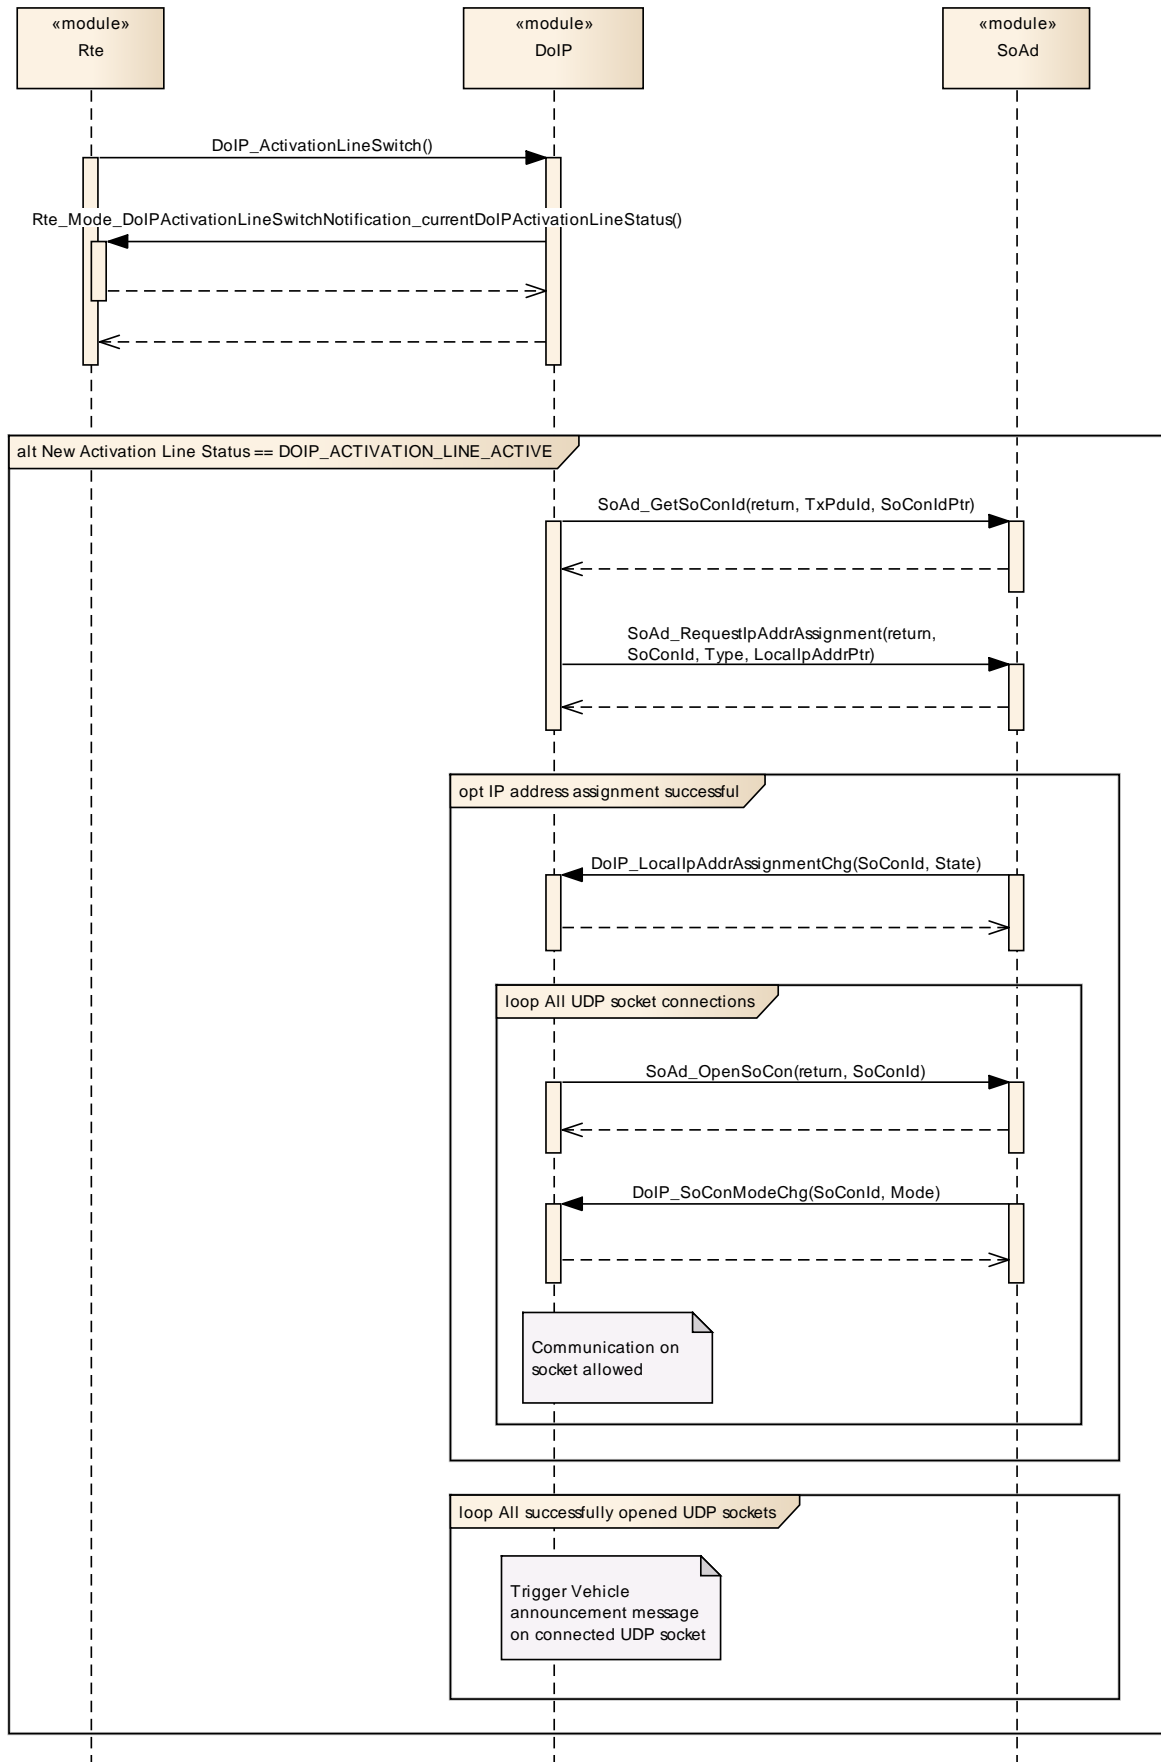 «module»
Rte
«module»
DoIP
«module»
SoAd
DoIP_ActivationLineSwitch()
Rte_Mode_DoIPActivationLineSwitchNotification_currentDoIPActivationLineStatus()
alt New Activation Line Status == DOIP_ACTIVATION_LINE_ACTIVE
SoAd_GetSoConId(return, TxPduId, SoConIdPtr)
SoAd_RequestIpAddrAssignment(return,
SoConId, Type, LocalIpAddrPtr)
opt IP address assignment successful
DoIP_LocalIpAddrAssignmentChg(SoConId, State)
loop All UDP socket connections
SoAd_OpenSoCon(return, SoConId)
DoIP_SoConModeChg(SoConId, Mode)
Communication on
socket allowed
loop All successfully opened UDP sockets
Trigger Vehicle
announcement message
on connected UDP socket